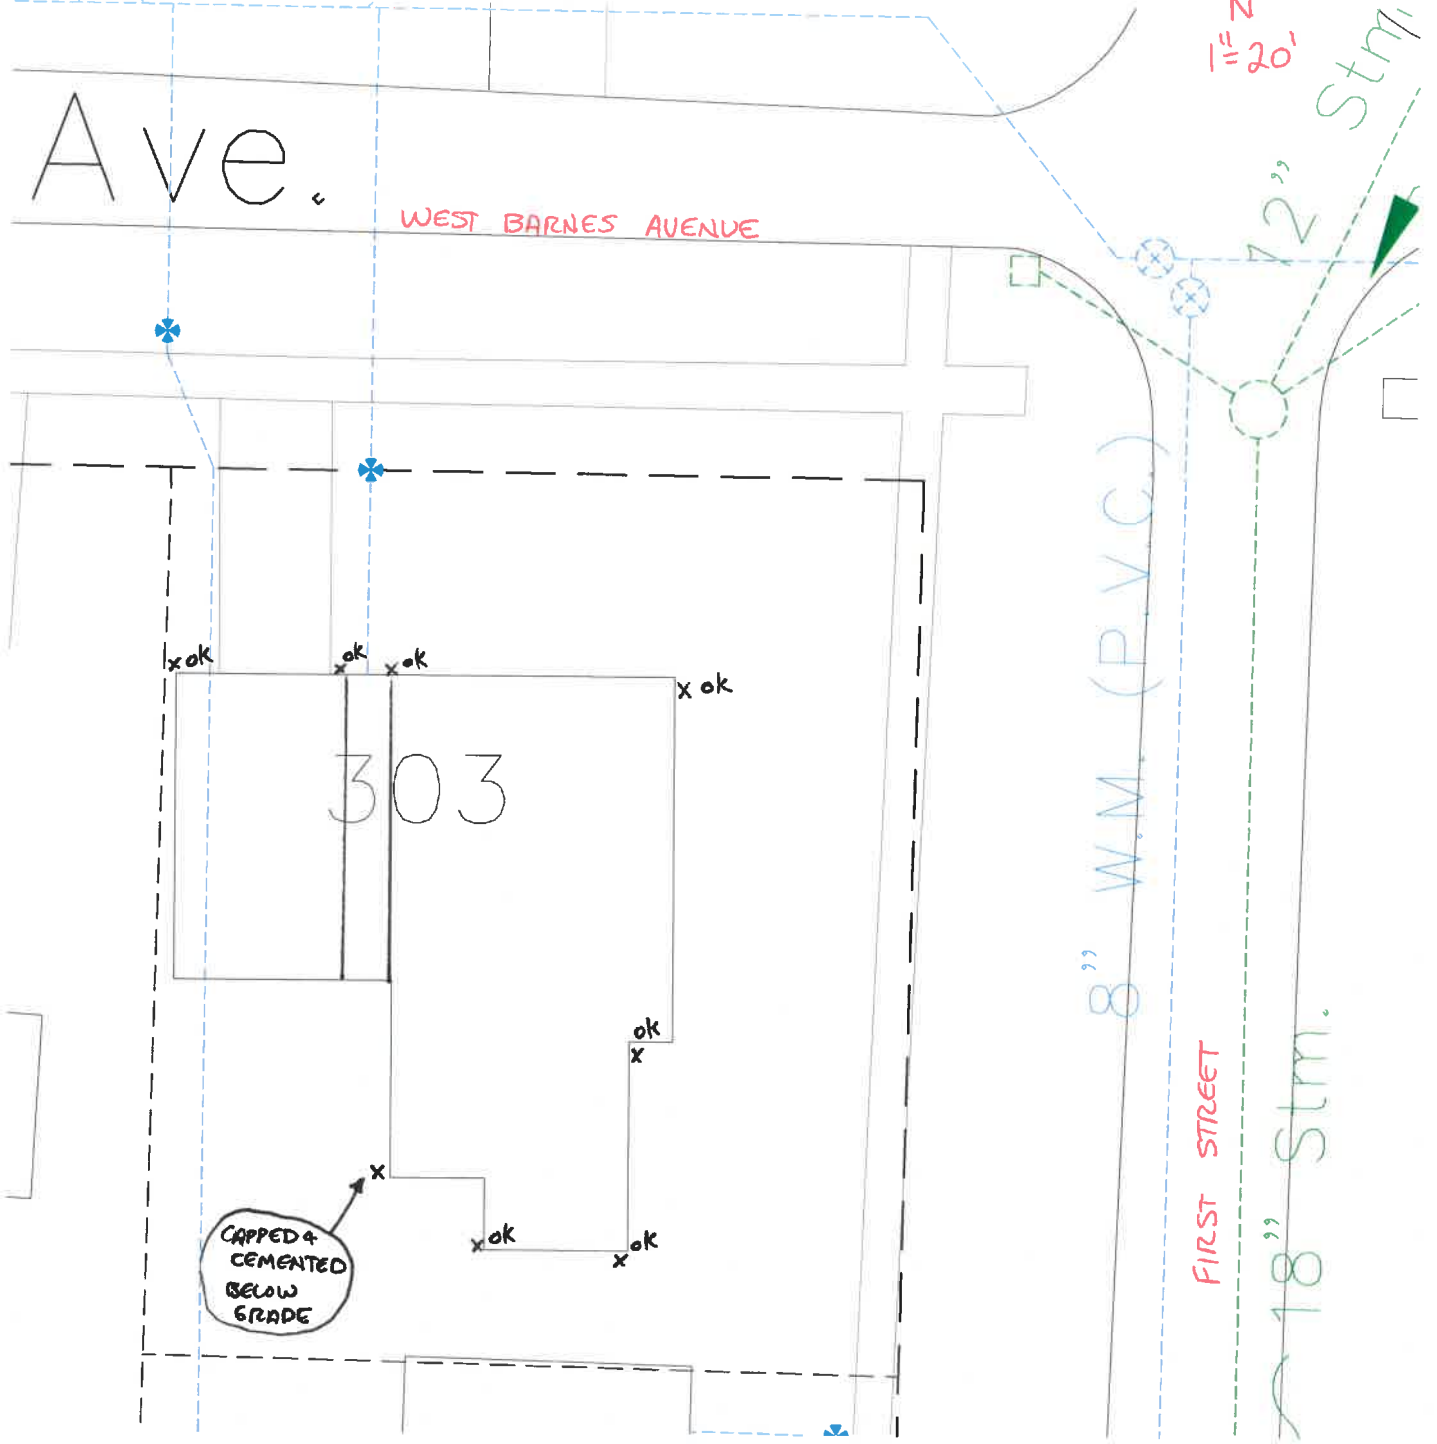 N
1"=20'
12" Stm.
Ave.
WEST BARNES AVENUE
8" W.M. (P.V.C.)
ok
ok
ok
ok
303
ok
FIRST STREET
18" Stm.
CAPPED &
CEMENTED
BELOW
GRADE
ok
ok